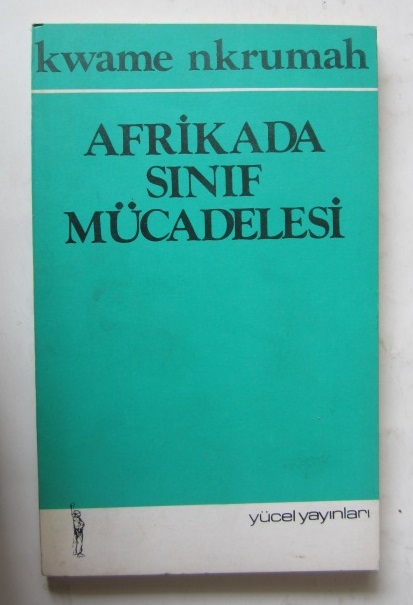 kwame nkrumah
AFRİKADA
SINIF
MÜCADELESİ
yücel yayınları